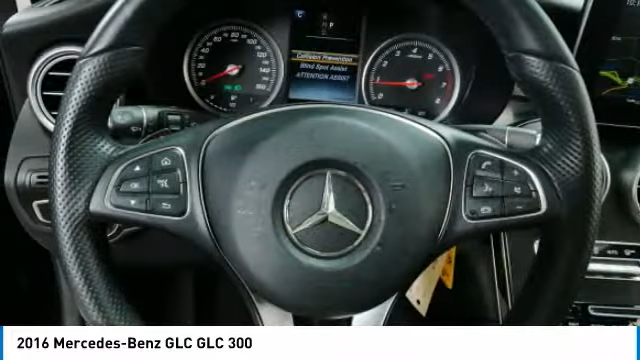 Collision Prevention
Blind Spot Assist
ATTENTION ASSIST
2016 Mercedes-Benz GLC GLC 300